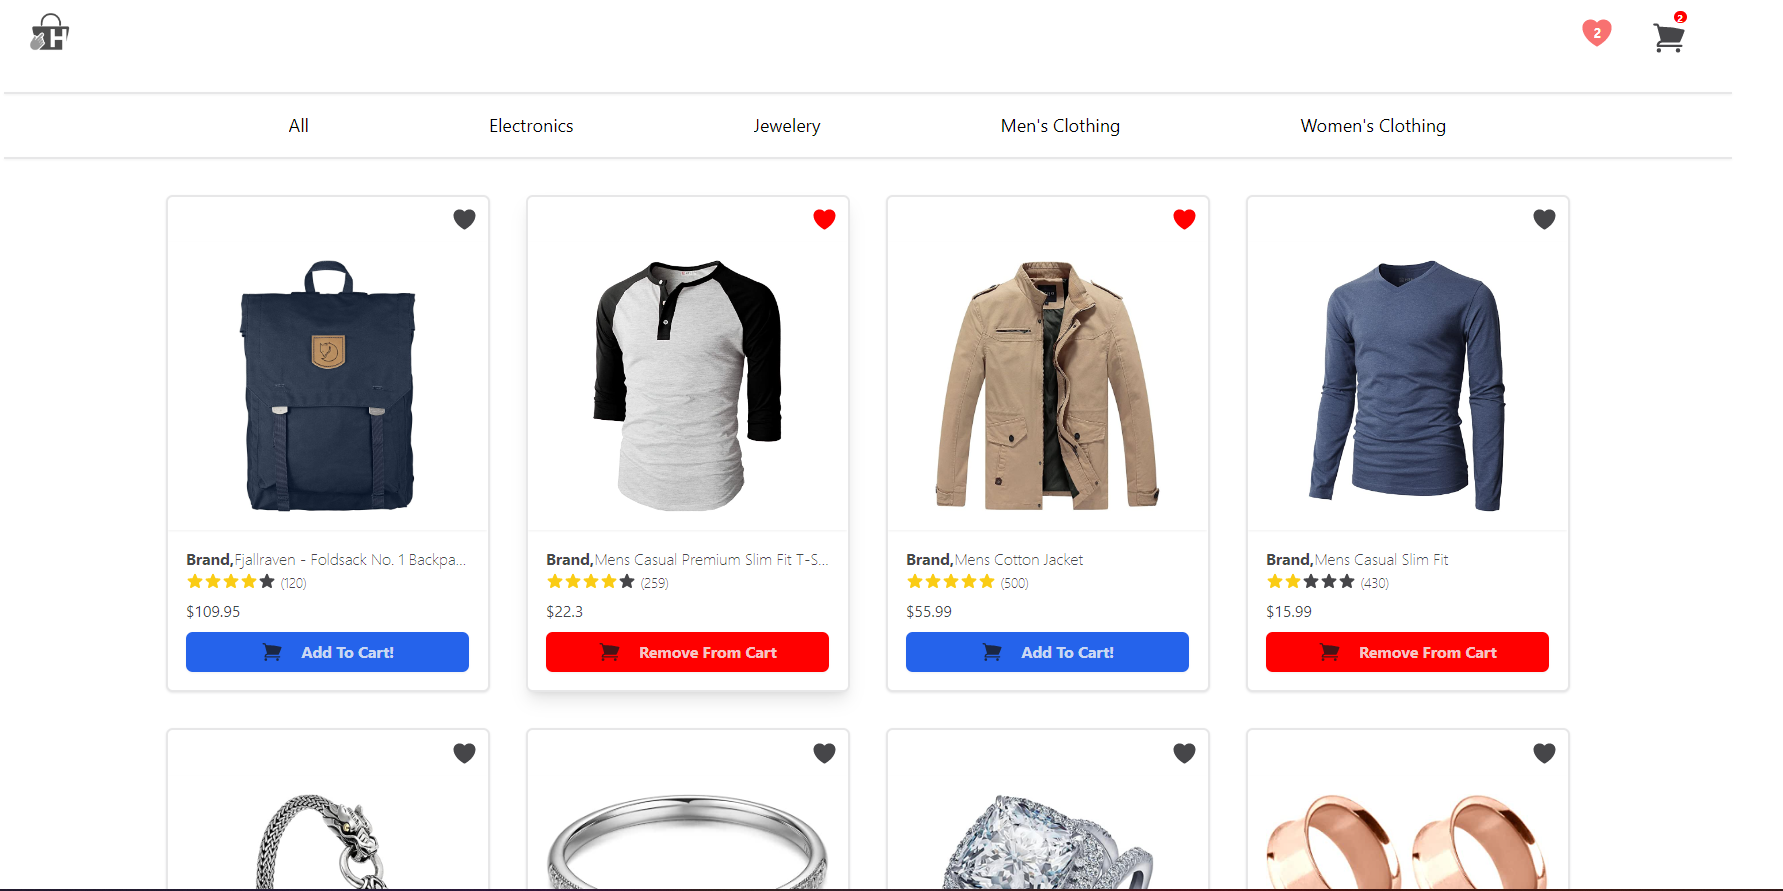 H
2
2
All Electronics Jewelery Men's Clothing Women's Clothing
Brand,Fjallraven - Foldsack No. 1 Backpa...
(120)
$109.95
Add To Cart!
Brand,Mens Casual Premium Slim Fit T-S...
(259)
$22.3
Remove From Cart
Brand,Mens Cotton Jacket
(500)
$55.99
Add To Cart!
Brand,Mens Casual Slim Fit
(430)
$15.99
Remove From Cart